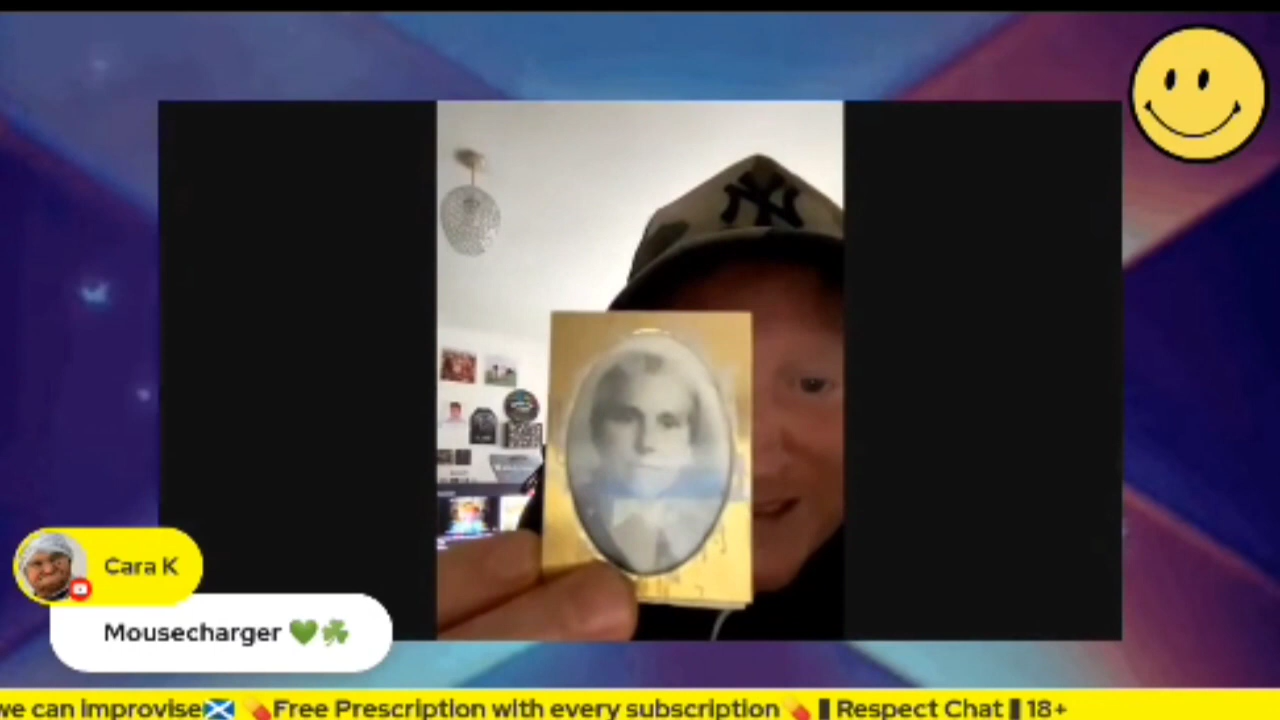 NY
Cara K
Mousecharger 💚☘️
we can improvise🏴󠁧󠁢󠁳󠁣󠁴󠁿 💊Free Prescription with every subscription💊 ▌Respect Chat▐ 18+